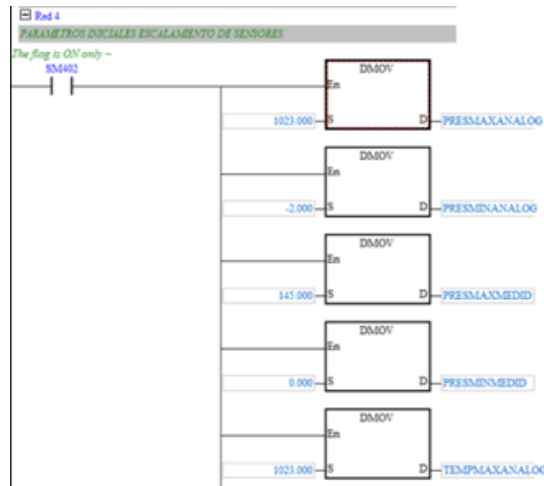 Red 4
PARAMETROS INICIALES ESCALAMIENTO DE SENSORES
The flag is ON only ~
SM402
DMOV
En
1023.000 S D PRESMAXANALOG
DMOV
En
-2.000 S D PRESMINANALOG
DMOV
En
145.000 S D PRESMAXMEDID
DMOV
En
0.000 S D PRESMINMEDID
DMOV
En
1023.000 S D TEMPMAXANALOG